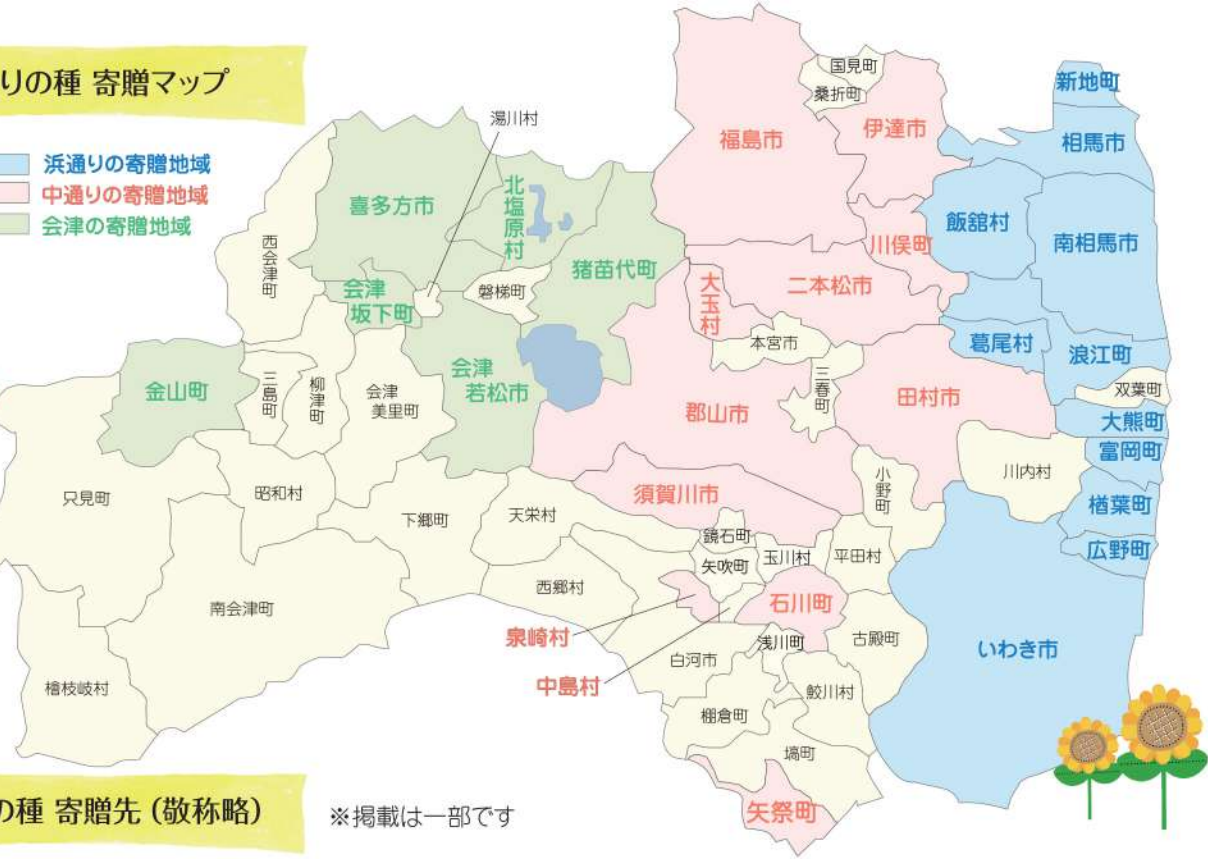 りの種 寄贈マップ
浜通りの寄贈地域
中通りの寄贈地域
会津の寄贈地域
国見町
桑折町
新地町
福島市
伊達市
相馬市
湯川村
喜多方市
北塩原村
飯舘村
南相馬市
西会津町
川俣町
猪苗代町
会津
坂下町
磐梯町
大玉村
二本松市
本宮市
葛尾村
浪江町
金山町
三島町
柳津町
会津
美里町
会津
若松市
三春町
田村市
双葉町
郡山市
大熊町
富岡町
只見町
昭和村
須賀川市
小野町
川内村
楢葉町
下郷町
天栄村
鏡石町
玉川村
平田村
広野町
矢吹町
西郷村
南会津町
石川町
泉崎村
浅川町
古殿町
いわき市
白河市
中島村
檜枝岐村
鮫川村
棚倉町
塙町
矢祭町
の種 寄贈先 (敬称略)
※掲載は一部です